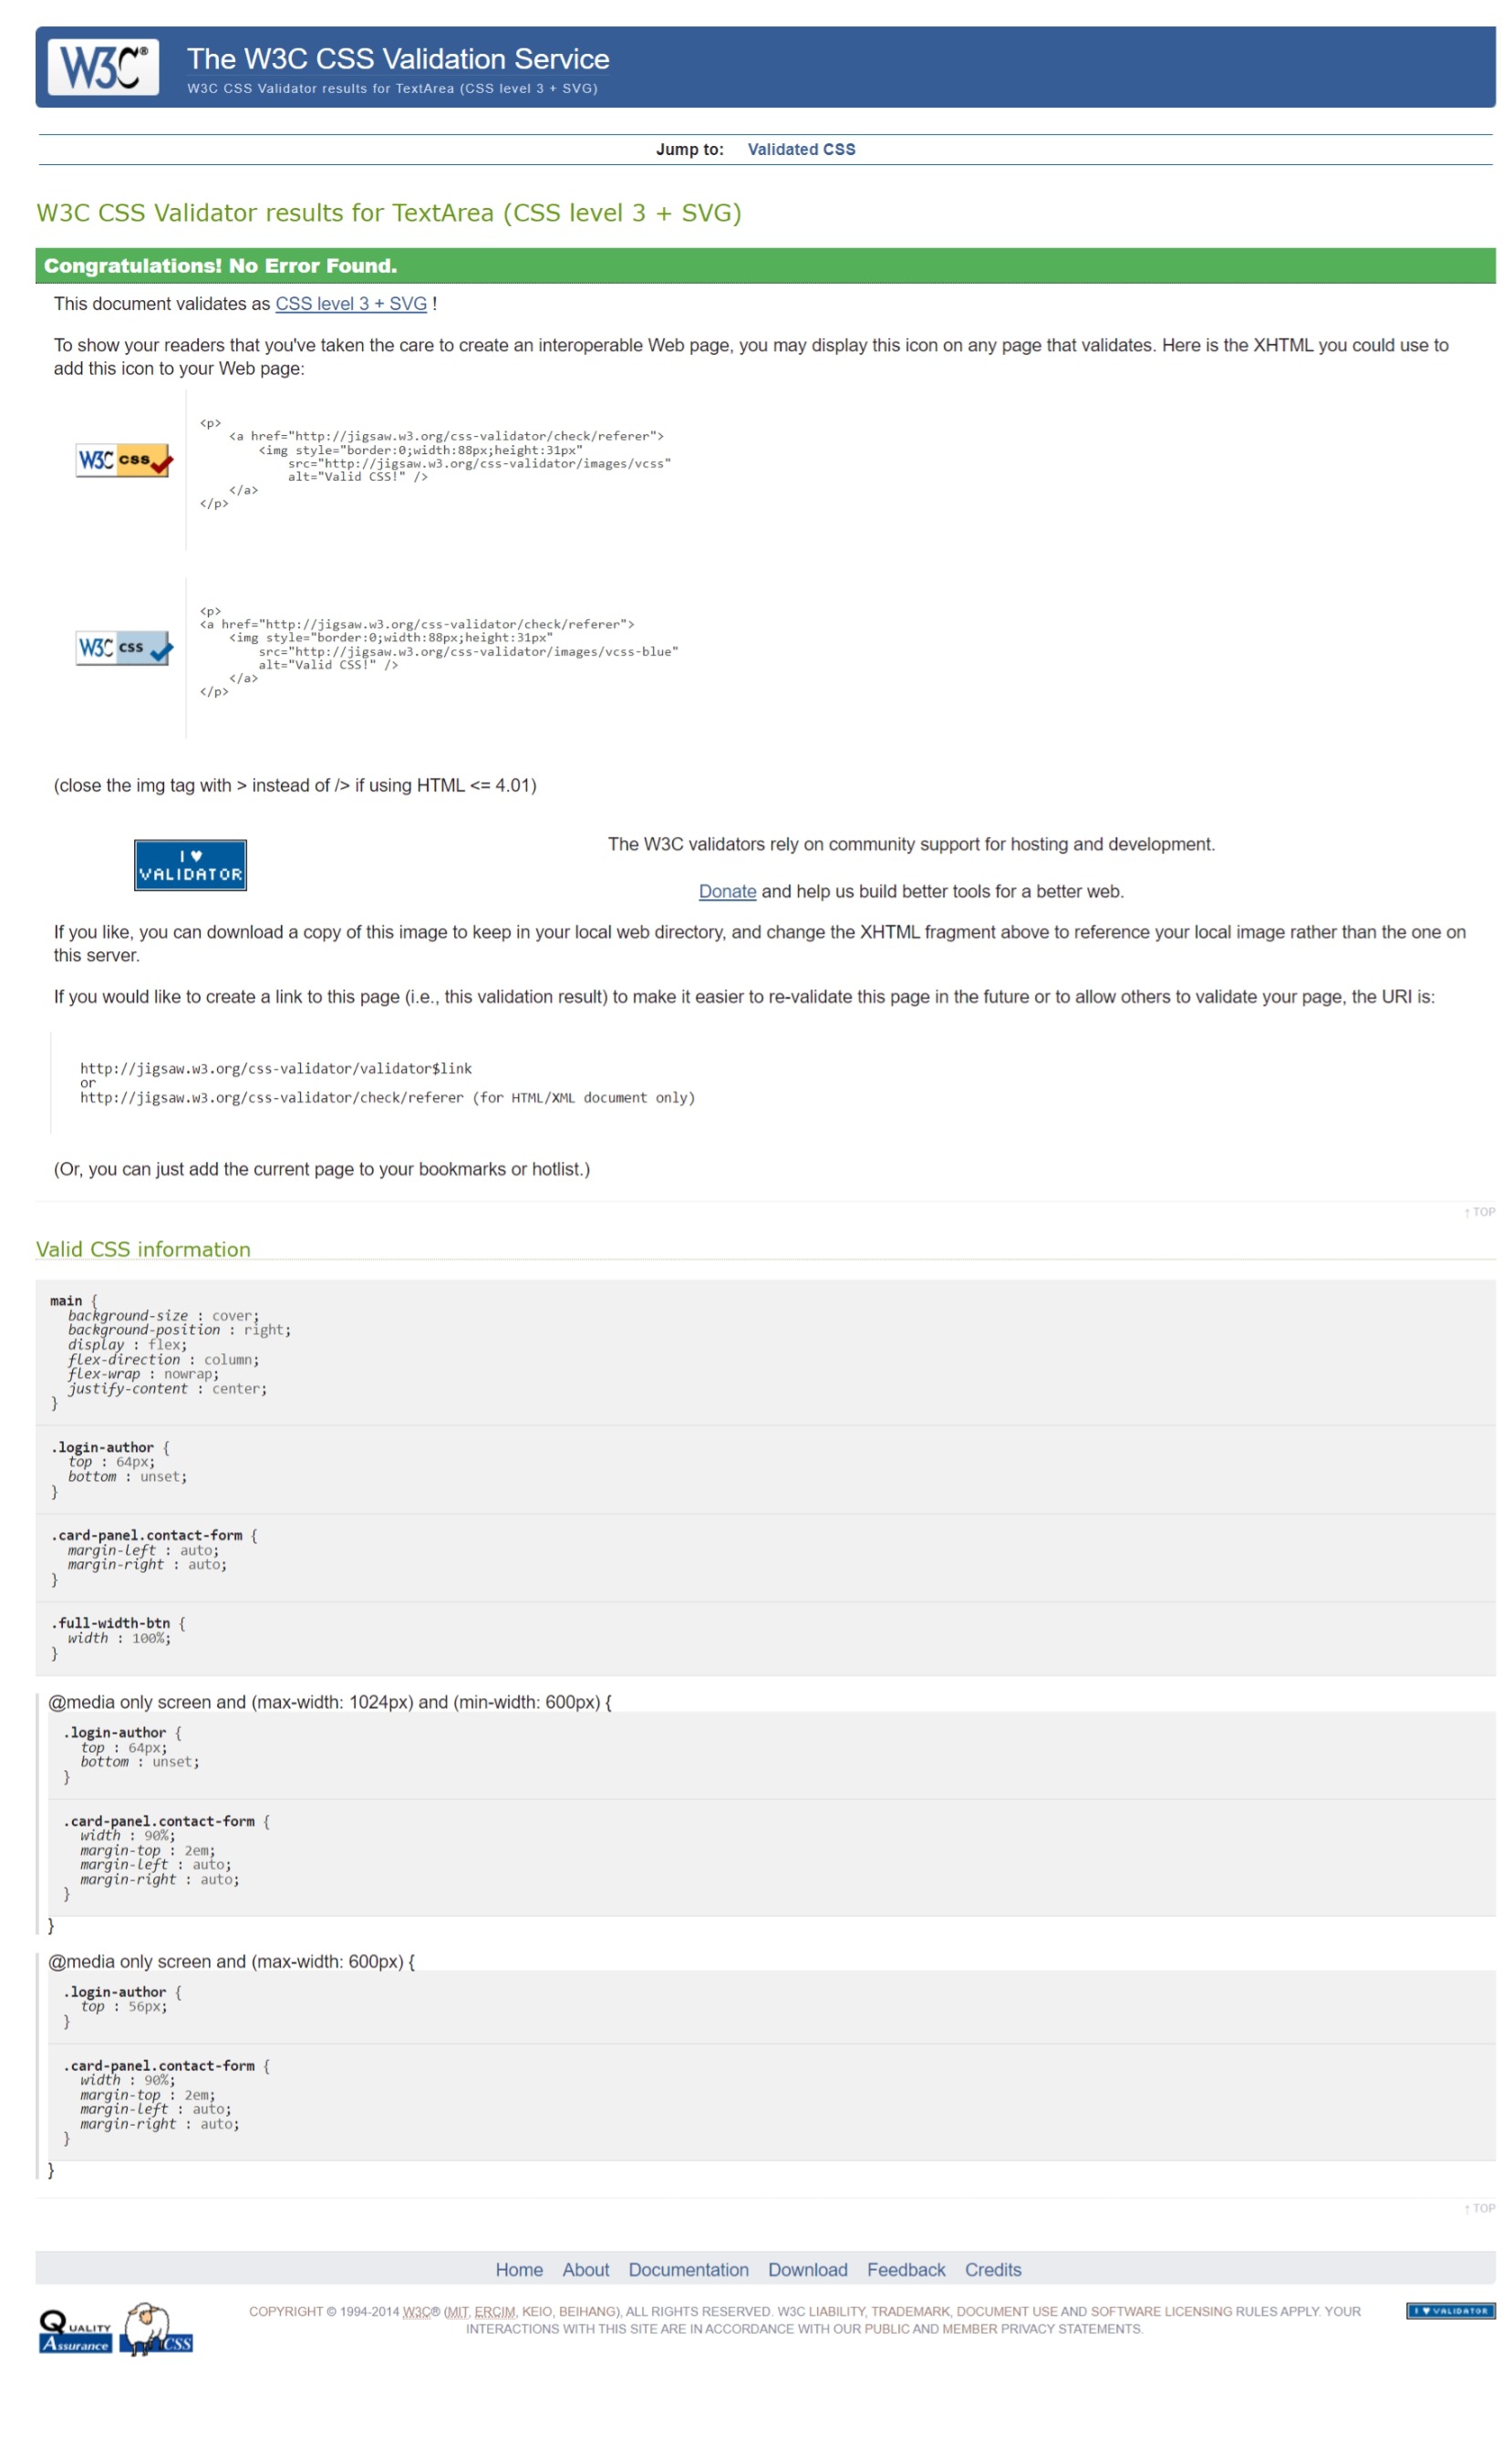 W3C®
The W3C CSS Validation Service
W3C CSS Validator results for TextArea (CSS level 3 + SVG)
Jump to: Validated CSS
W3C CSS Validator results for TextArea (CSS level 3 + SVG)
Congratulations! No Error Found.
This document validates as CSS level 3 + SVG !
To show your readers that you've taken the care to create an interoperable Web page, you may display this icon on any page that validates. Here is the XHTML you could use to
add this icon to your Web page:
W3C css
<p>
<a href="http://jigsaw.w3.org/css-validator/check/referer">
<img style="border:0;width:88px;height:31px"
src="http://jigsaw.w3.org/css-validator/images/vcss"
alt="Valid CSS!" />
</a>
</p>
W3C css
<p>
<a href="http://jigsaw.w3.org/css-validator/check/referer">
<img style="border:0;width:88px;height:31px"
src="http://jigsaw.w3.org/css-validator/images/vcss-blue"
alt="Valid CSS!" />
</a>
</p>
(close the img tag with > instead of /> if using HTML <= 4.01)
I ♥
VALIDATOR
The W3C validators rely on community support for hosting and development.
Donate and help us build better tools for a better web.
If you like, you can download a copy of this image to keep in your local web directory, and change the XHTML fragment above to reference your local image rather than the one on
this server.
If you would like to create a link to this page (i.e., this validation result) to make it easier to re-validate this page in the future or to allow others to validate your page, the URI is:
http://jigsaw.w3.org/css-validator/validator$link
or
http://jigsaw.w3.org/css-validator/check/referer (for HTML/XML document only)
(Or, you can just add the current page to your bookmarks or hotlist.)
↑ TOP
Valid CSS information
main {
background-size : cover;
background-position : right;
display : flex;
flex-direction : column;
flex-wrap : nowrap;
justify-content : center;
}
.login-author {
top : 64px;
bottom : unset;
}
.card-panel.contact-form {
margin-left : auto;
margin-right : auto;
}
.full-width-btn {
width : 100%;
}
@media only screen and (max-width: 1024px) and (min-width: 600px) {
.login-author {
top : 64px;
bottom : unset;
}
.card-panel.contact-form {
width : 90%;
margin-top : 2em;
margin-left : auto;
margin-right : auto;
}
}
@media only screen and (max-width: 600px) {
.login-author {
top : 56px;
}
.card-panel.contact-form {
width : 90%;
margin-top : 2em;
margin-left : auto;
margin-right : auto;
}
}
↑ TOP
Home About Documentation Download Feedback Credits
QUALITY
Assurance
CSS
COPYRIGHT © 1994-2014 W3C® (MIT, ERCIM, KEIO, BEIHANG), ALL RIGHTS RESERVED. W3C LIABILITY, TRADEMARK, DOCUMENT USE AND SOFTWARE LICENSING RULES APPLY. YOUR
INTERACTIONS WITH THIS SITE ARE IN ACCORDANCE WITH OUR PUBLIC AND MEMBER PRIVACY STATEMENTS.
I ♥ VALIDATOR